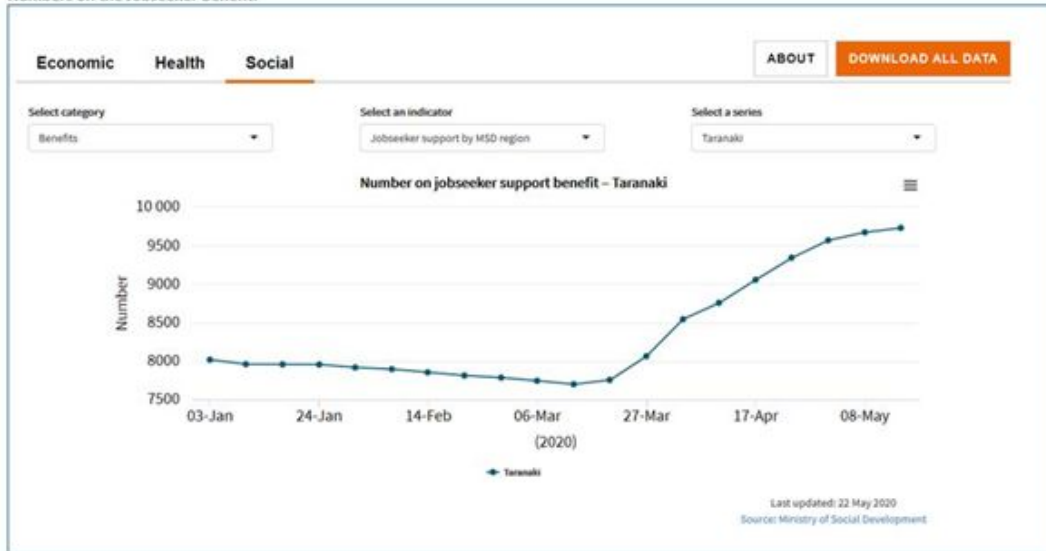 Economic Health Social ABOUT DOWNLOAD ALL DATA
Select category Select an indicator Select a series
Benefits Jobseeker support by MSD region Taranaki
Number on jobseeker support benefit – Taranaki
10 000
9500
9000
8500
8000
7500
Number
03-Jan 24-Jan 14-Feb 06-Mar 27-Mar 17-Apr 08-May
(2020)
Taranaki
Last updated: 22 May 2020
Source: Ministry of Social Development